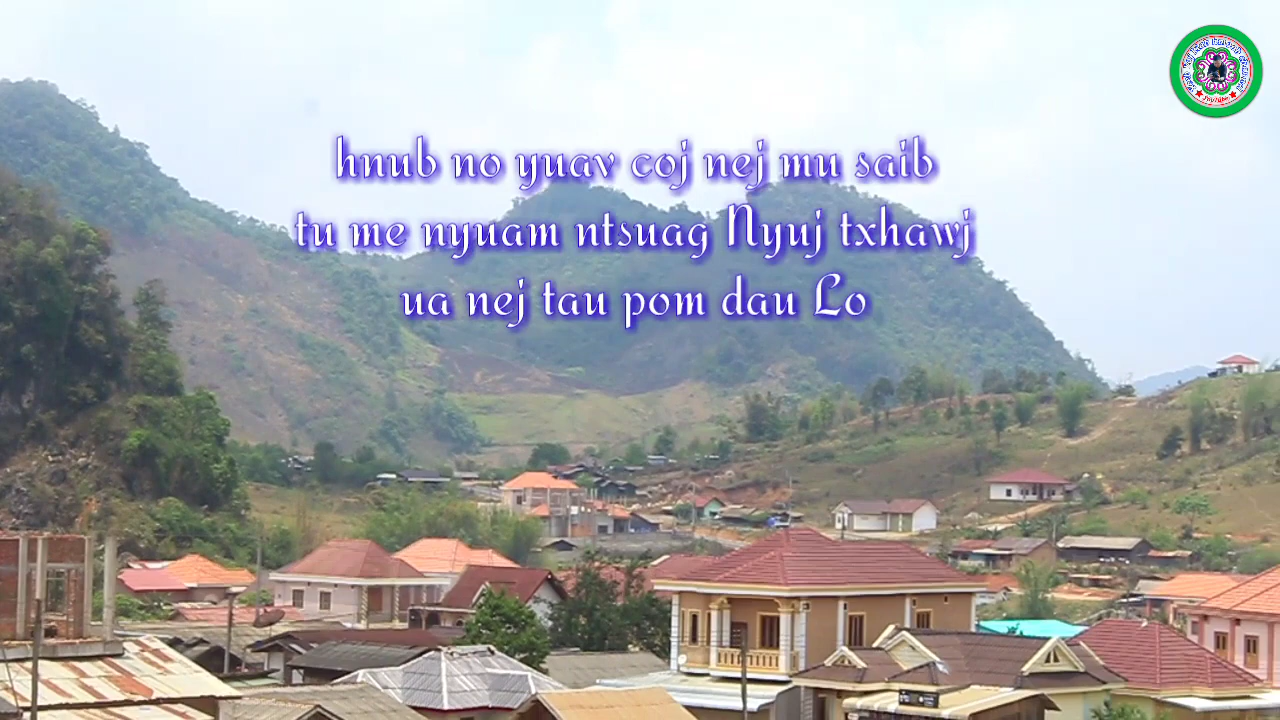 hnub no yuav coj nej mu saib
tu me nyuam ntsuag Nyuj txhawj
ua nej tau pom dau Lo